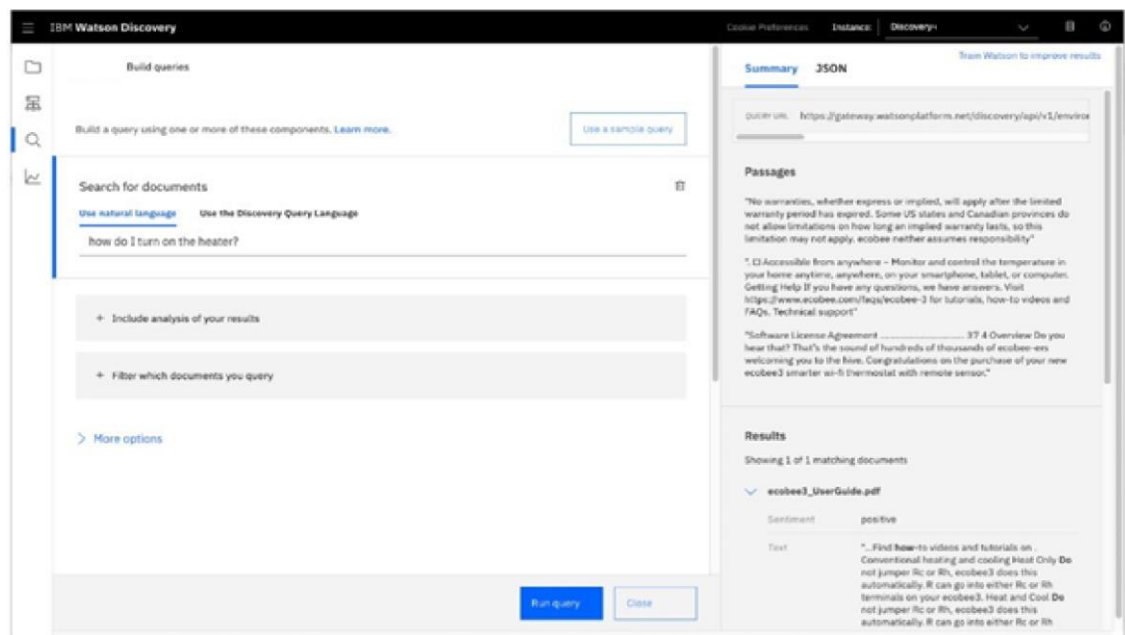 IBM Watson Discovery
Cookie Preferences
Instance:
Build queries
Build a query using one or more of these components. Learn more.
Use a sample query
Search for documents
Use natural language
Use the Discovery Query Language
how do I turn on the heater?
+ Include analysis of your results
+ Filter which documents you query
> More options
Run query
Close
Train Watson to improve results
Summary
JSON
QUERY URL https://gateway.watsonplatform.net/discovery/api/v1/enviro
Passages
"No warranties, whether express or implied, will apply after the limited
warranty period has expired. Some US states and Canadian provinces do
not allow limitations on how long an implied warranty lasts, so this
limitation may not apply. ecobee neither assumes responsibility"
". Accessible from anywhere – Monitor and control the temperature in
your home anytime, anywhere, on your smartphone, tablet, or computer.
Getting Help If you have any questions, we have answers. Visit
https://www.ecobee.com/faqs/ecobee-3 for tutorials, how-to videos and
FAQs. Technical support"
"Software License Agreement .............................. 37 4 Overview Do you
hear that? That's the sound of hundreds of thousands of ecobee-ers
welcoming you to the hive. Congratulations on the purchase of your new
ecobee3 smarter wi-fi thermostat with remote sensor."
Results
Showing 1 of 1 matching documents
ecobee3_UserGuide.pdf
Sentiment
positive
Text
"...Find how-to videos and tutorials on .
Conventional heating and cooling Heat Only Do
not jumper Rc or Rh, ecobee3 does this
automatically. R can go into either Rc or Rh
terminals on your ecobee3. Heat and Cool Do
not jumper Rc or Rh, ecobee3 does this
automatically. R can go into either Rc or Rh